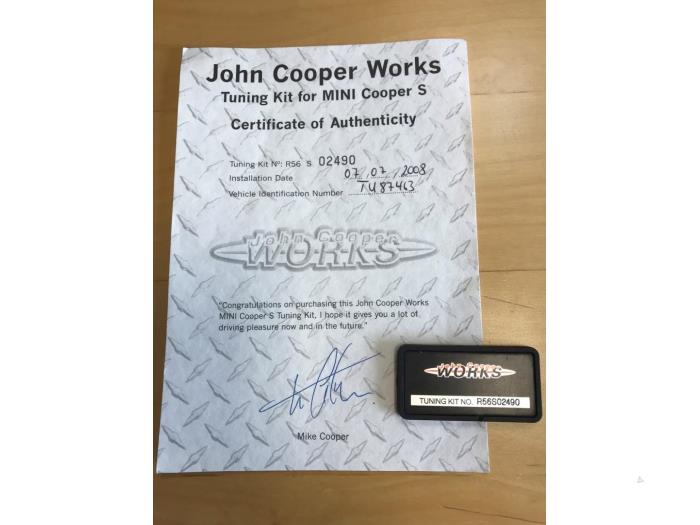 John Cooper Works
Tuning Kit for MINI Cooper S
Certificate of Authenticity
Tuning Kit Nº: R56 S 02490
Installation Date 07.07.2008
Vehicle Identification Number TU87463
John Cooper
WORKS
"Congratulations on purchasing this John Cooper Works
MINI Cooper S Tuning Kit, I hope it gives you a lot of
driving pleasure now and in the future."
Mike Cooper
John Cooper
WORKS
TUNING KIT NO. R56S02490